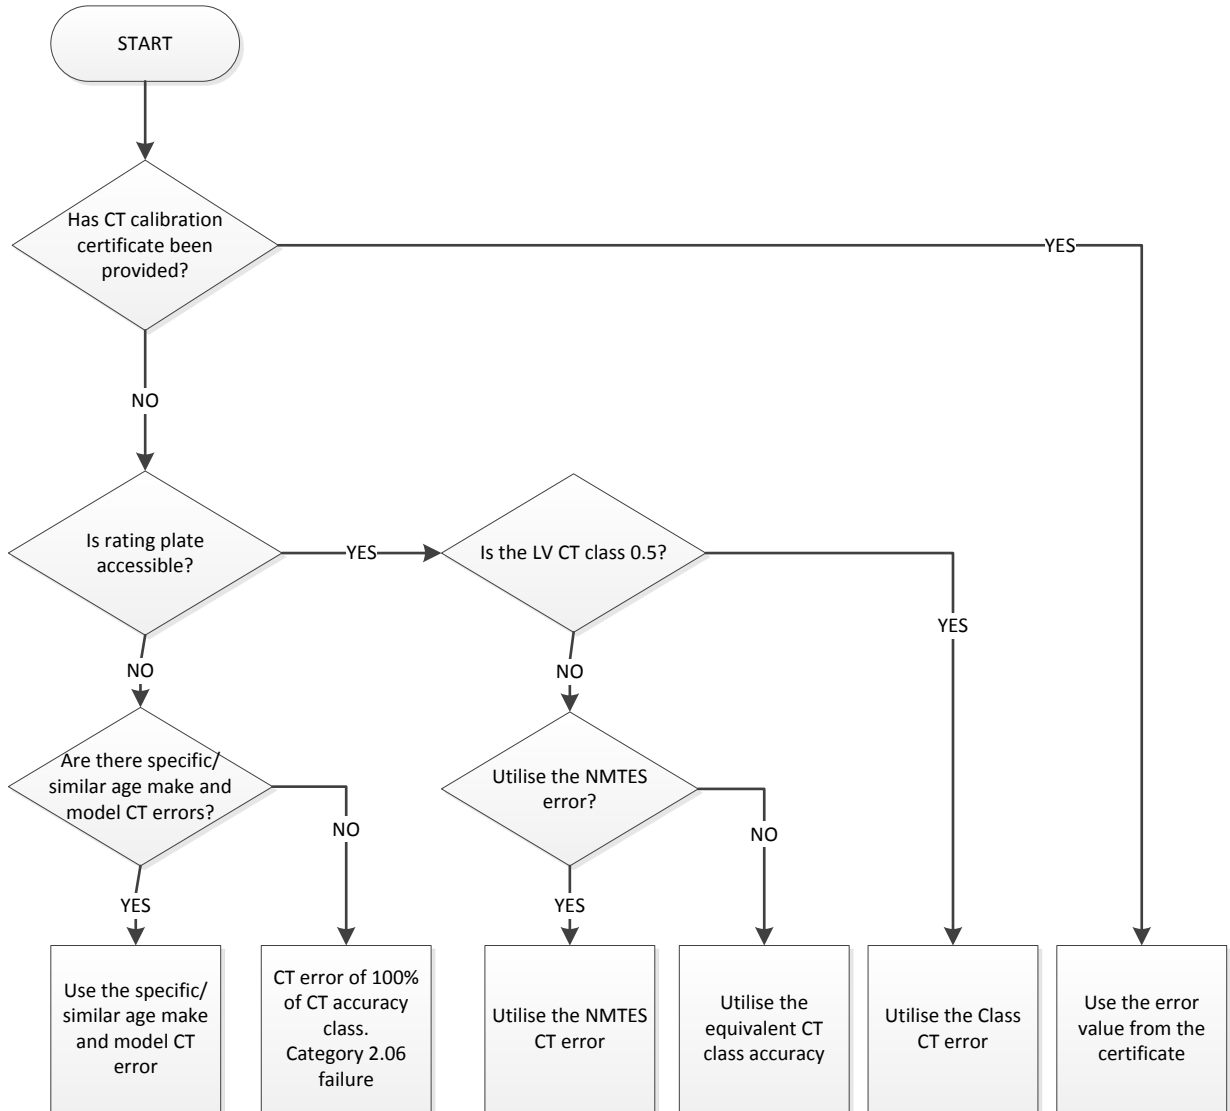 START
Has CT calibration
certificate been
provided?
YES
NO
Is rating plate
accessible?
YES
Is the LV CT class 0.5?
YES
NO
NO
Are there specific/
similar age make and
model CT errors?
Utilise the NMTES
error?
NO
NO
YES
YES
Use the specific/
similar age make
and model CT
error
CT error of 100%
of CT accuracy
class.
Category 2.06
failure
Utilise the NMTES
CT error
Utilise the
equivalent CT
class accuracy
Utilise the Class
CT error
Use the error
value from the
certificate